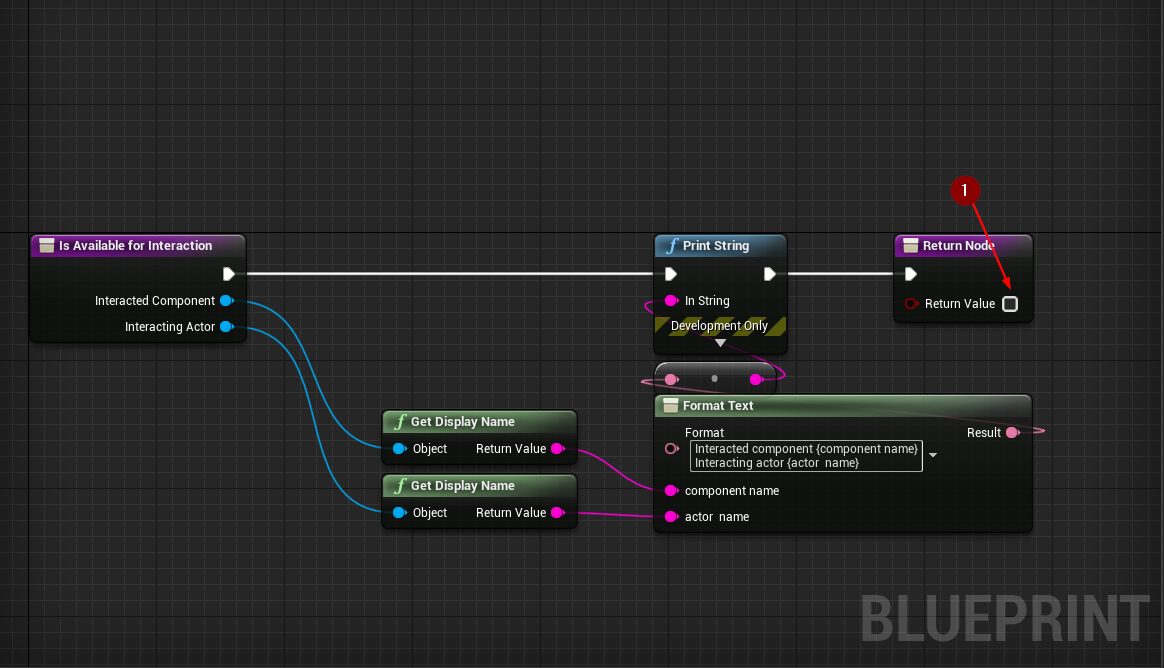 1
Is Available for Interaction
Interacted Component
Interacting Actor
Print String
In String
Development Only
Return Node
Return Value
Get Display Name
Object Return Value
Get Display Name
Object Return Value
Format Text
Format
Result
Interacted component {component name}
Interacting actor {actor name}
component name
actor name
BLUEPRINT